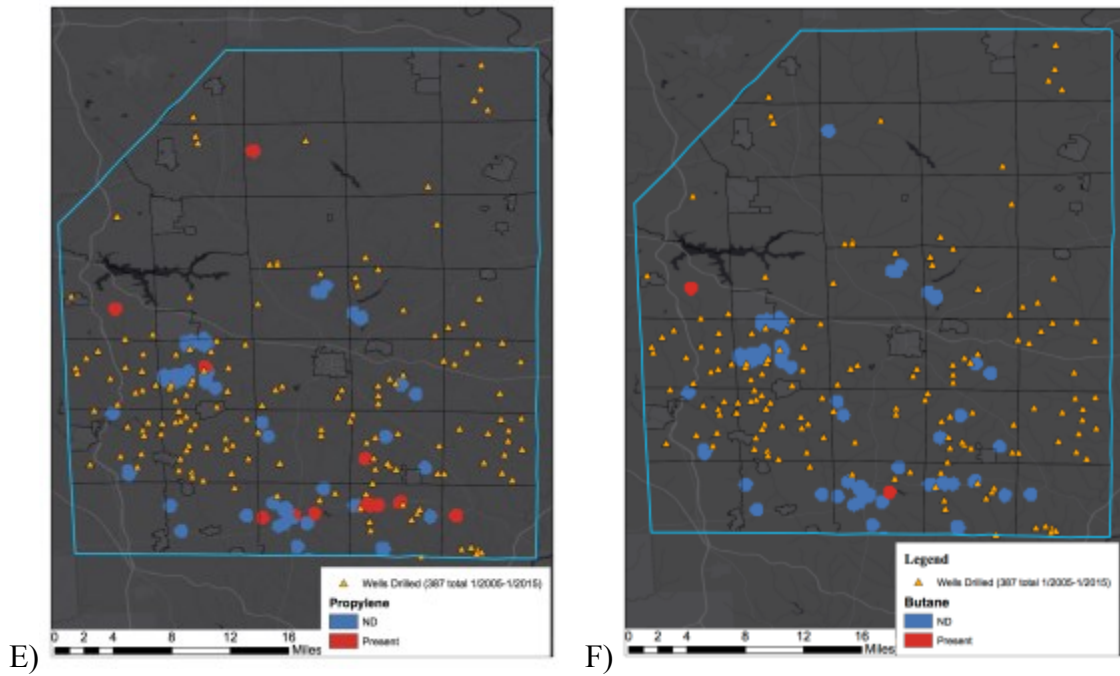 Wells Drilled (387 total 1/2005-1/2015)
Propylene
ND
Present
0 2 4 8 12 16
Miles
E)
Legend
Wells Drilled (387 total 1/2005-1/2015)
Butane
ND
Present
0 2 4 8 12 16
Miles
F)